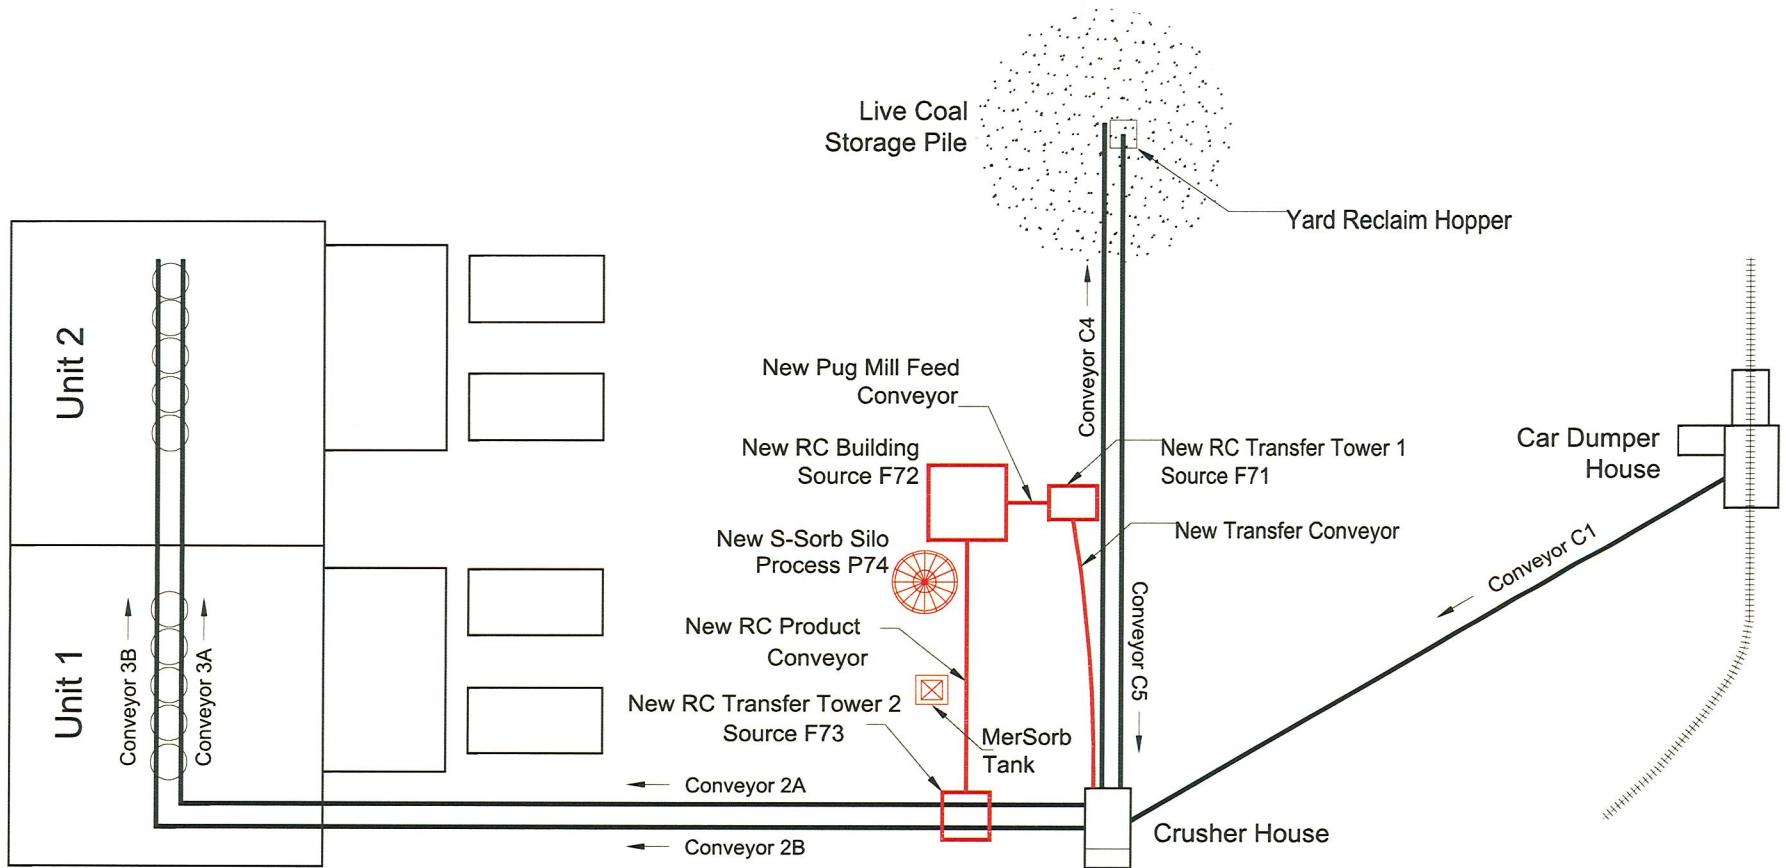 Live Coal
Storage Pile
Yard Reclaim Hopper
Unit 2
Conveyor C4
New Pug Mill Feed
Conveyor
New RC Building
Source F72
New RC Transfer Tower 1
Source F71
Car Dumper
House
New Transfer Conveyor
New S-Sorb Silo
Process P74
Conveyor C1
Conveyor C5
New RC Product
Conveyor
Unit 1
Conveyor 3B
Conveyor 3A
New RC Transfer Tower 2
Source F73
MerSorb
Tank
Conveyor 2A
Conveyor 2B
Crusher House